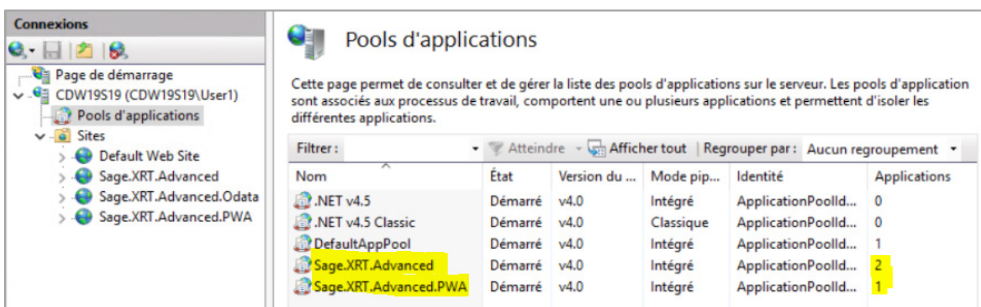 Connexions
Page de démarrage
CDW19S19 (CDW19S19\User1)
Pools d'applications
Sites
Default Web Site
Sage.XRT.Advanced
Sage.XRT.Advanced.Odata
Sage.XRT.Advanced.PWA
Pools d'applications
Cette page permet de consulter et de gérer la liste des pools d'applications sur le serveur. Les pools d'application
sont associés aux processus de travail, comportent une ou plusieurs applications et permettent d'isoler les
différentes applications.
Filtrer : Atteindre Afficher tout Regrouper par : Aucun regroupement
Nom État Version du ... Mode pip... Identité Applications
.NET v4.5 Démarré v4.0 Intégré ApplicationPoolId... 0
.NET v4.5 Classic Démarré v4.0 Classique ApplicationPoolId... 0
DefaultAppPool Démarré v4.0 Intégré ApplicationPoolId... 1
Sage.XRT.Advanced Démarré v4.0 Intégré ApplicationPoolId... 2
Sage.XRT.Advanced.PWA Démarré v4.0 Intégré ApplicationPoolId... 1